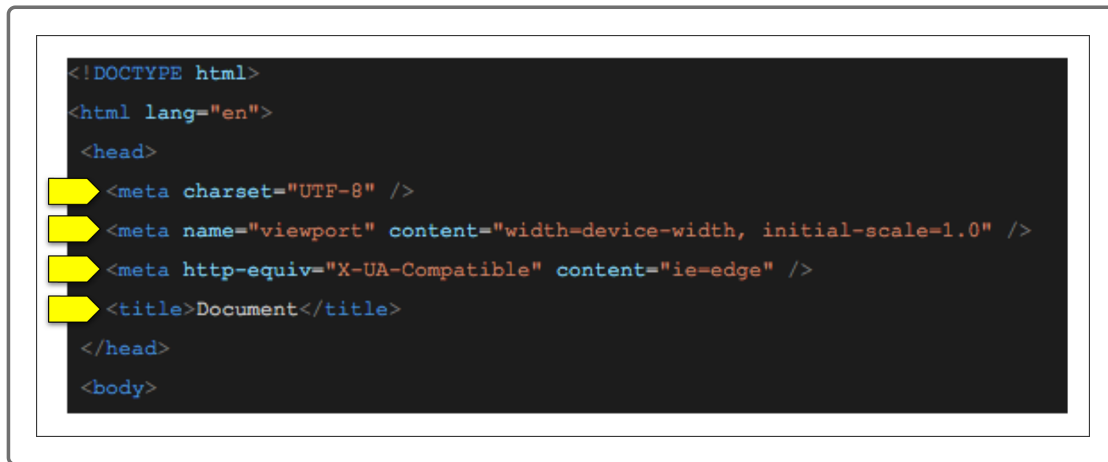 <!DOCTYPE html>
<html lang="en">
<head>
<meta charset="UTF-8" />
<meta name="viewport" content="width=device-width, initial-scale=1.0" />
<meta http-equiv="X-UA-Compatible" content="ie=edge" />
<title>Document</title>
</head>
<body>